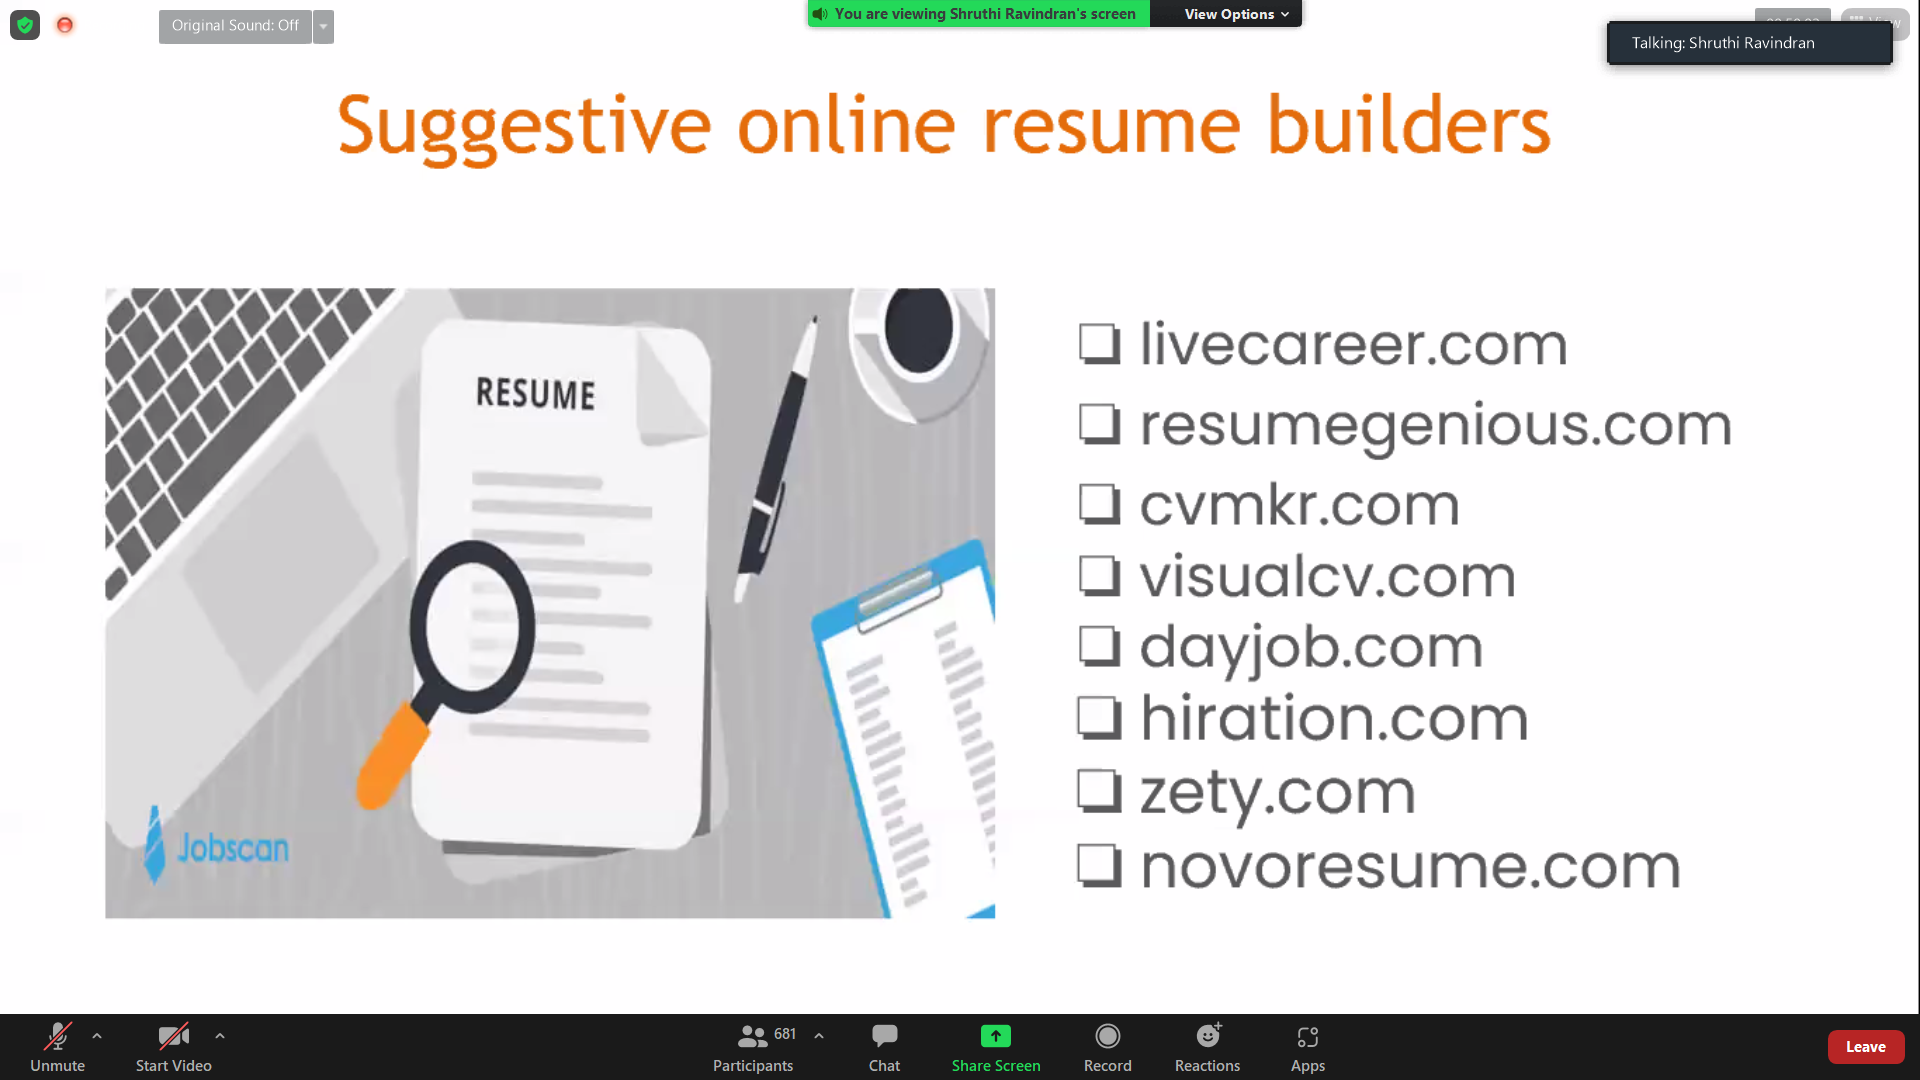 Original Sound: Off
You are viewing Shruthi Ravindran's screen
View Options
View
Talking: Shruthi Ravindran
Suggestive online resume builders
RESUME
Jobscan
livecareer.com
resumegenious.com
cvmkr.com
visualcv.com
dayjob.com
hiration.com
zety.com
novoresume.com
681
Unmute
Start Video
Participants
Chat
Share Screen
Record
Reactions
Apps
Leave